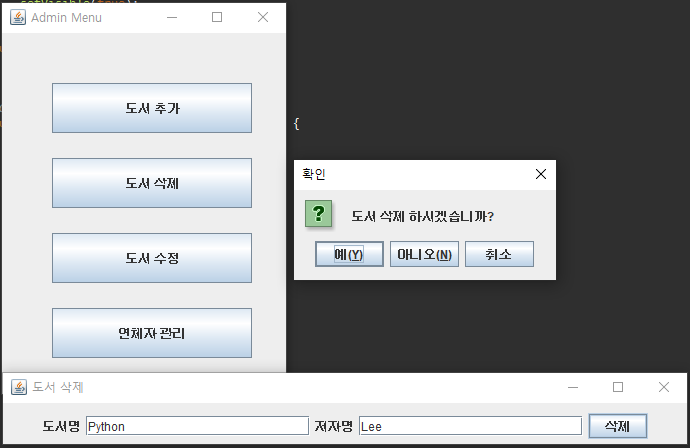 Admin Menu
도서 추가
{
도서 삭제
도서 수정
연체자 관리
확인
?
도서 삭제 하시겠습니까?
예(Y) 아니오(N) 취소
도서 삭제
도서명 Python 저자명 Lee 삭제